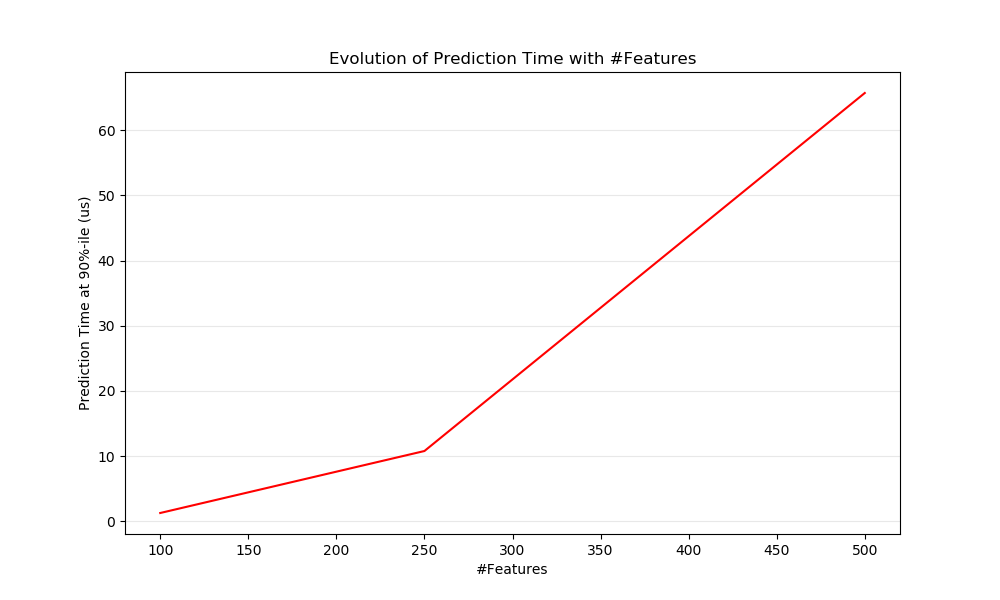 Evolution of Prediction Time with #Features
Prediction Time at 90%-ile (us)
60
50
40
30
20
10
0
100 150 200 250 300 350 400 450 500
#Features